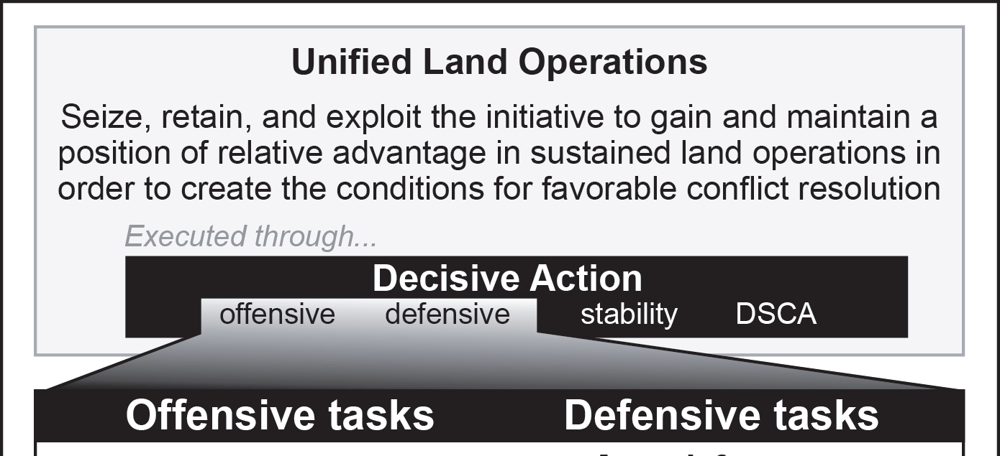 Unified Land Operations
Seize, retain, and exploit the initiative to gain and maintain a
position of relative advantage in sustained land operations in
order to create the conditions for favorable conflict resolution
Executed through...
Decisive Action
offensive defensive stability DSCA
Offensive tasks Defensive tasks